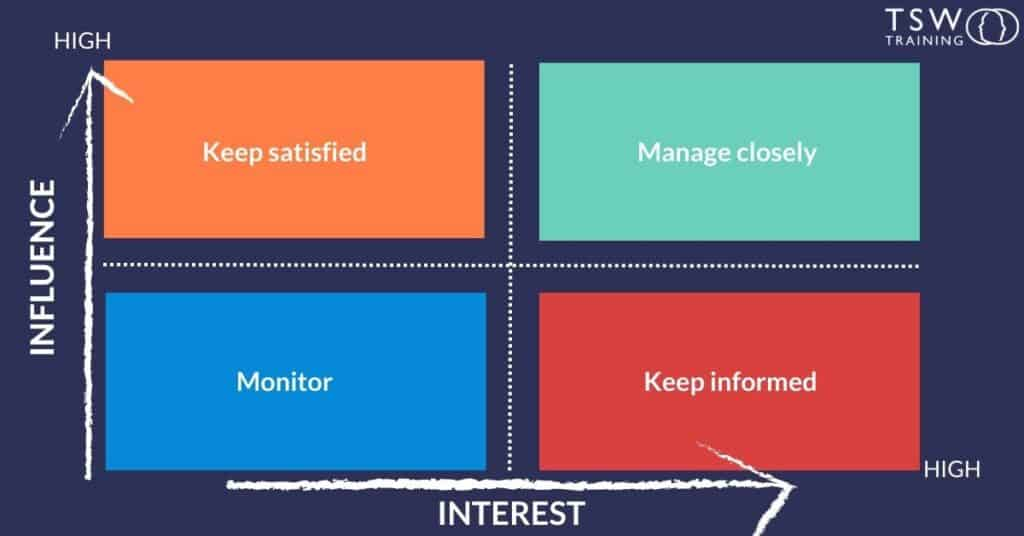 TSW
TRAINING
HIGH
Keep satisfied
Manage closely
INFLUENCE
Monitor
Keep informed
HIGH
INTEREST